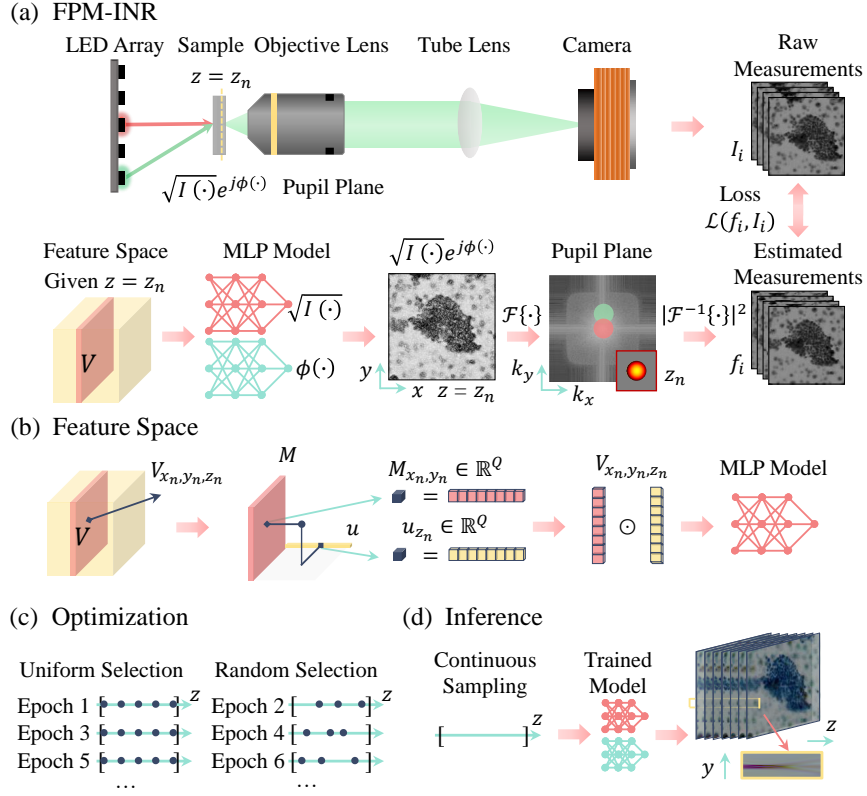 (a) FPM-INR
LED Array Sample Objective Lens Tube Lens Camera Raw Measurements
z = z_n
√I (·) e^{jϕ(·)} Pupil Plane
I_i
Loss
ℒ(f_i, I_i)
Feature Space MLP Model √I (·) e^{jϕ(·)} Pupil Plane Estimated Measurements
Given z = z_n
V
√I (·)
ϕ(·)
y
x z = z_n
ℱ{·}
k_y
k_x
z_n
|ℱ^{-1}{·}|^2
f_i
(b) Feature Space
V_{x_n,y_n,z_n}
V
M
u
M_{x_n,y_n} ∈ ℝ^Q
=
u_{z_n} ∈ ℝ^Q
=
V_{x_n,y_n,z_n}
⊙
MLP Model
(c) Optimization
Uniform Selection Random Selection
z z
Epoch 1 [ ] Epoch 2 [ ]
Epoch 3 [ ] Epoch 4 [ ]
Epoch 5 [ ] Epoch 6 [ ]
… …
(d) Inference
Continuous Sampling
Trained Model
[ ] z
z
y